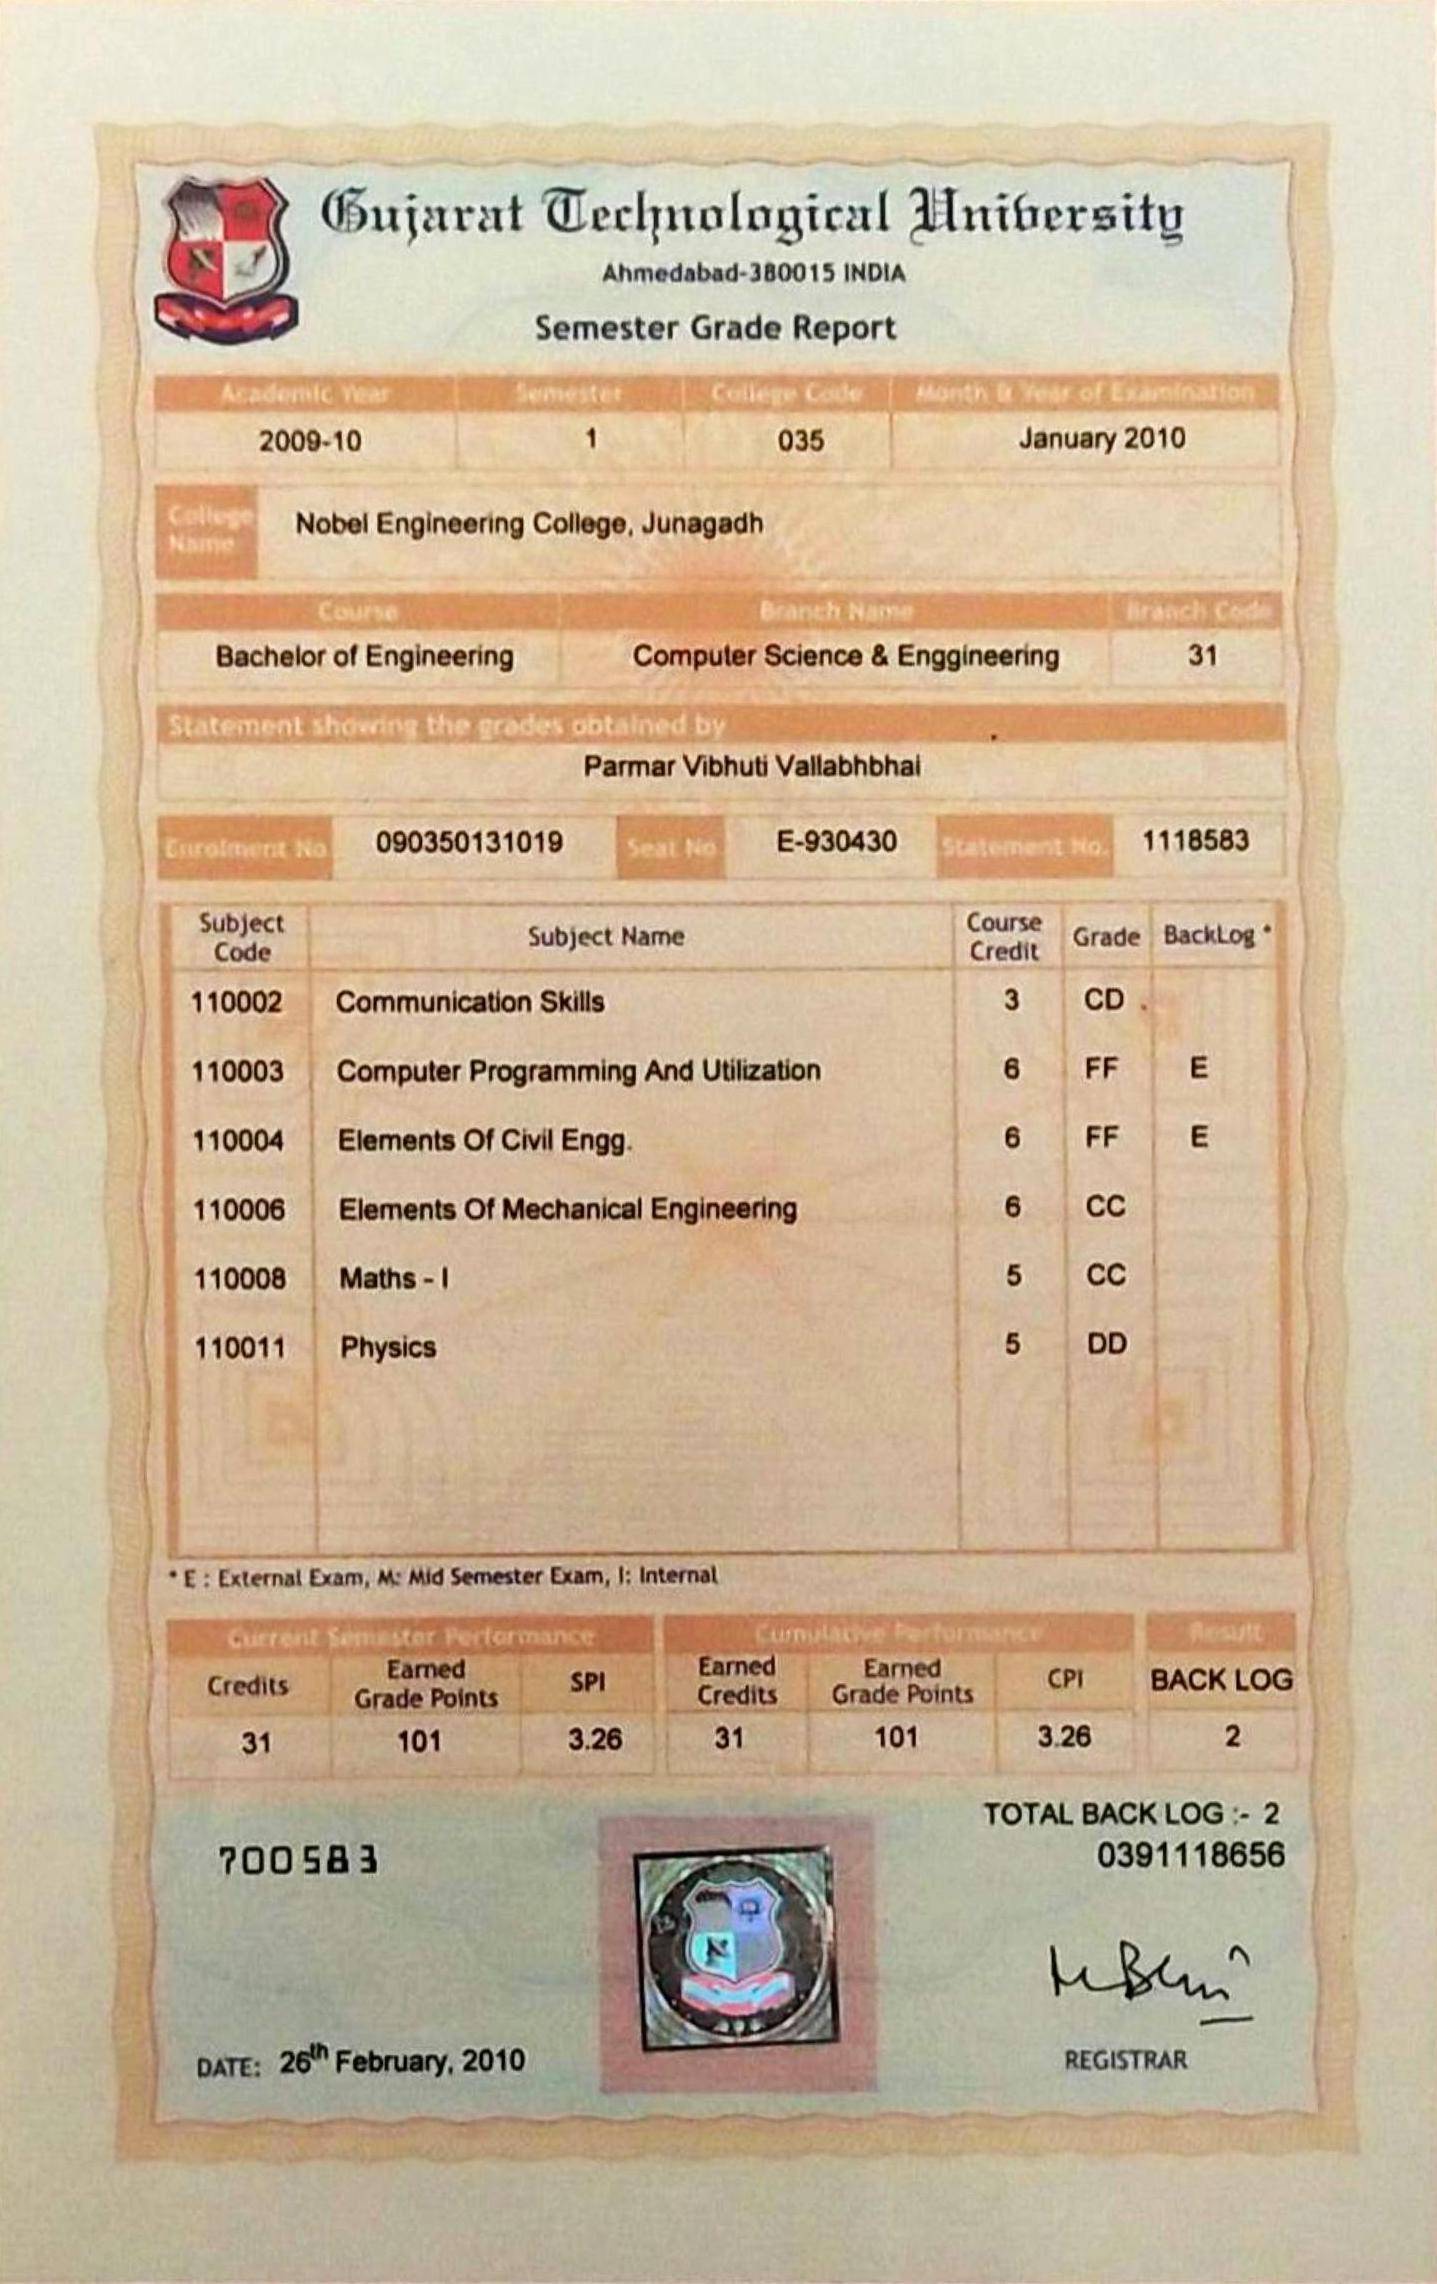 Gujarat Technological University
Ahmedabad-380015 INDIA
Semester Grade Report
Academic Year Semester College Code Month & Year of Examination
2009-10 1 035 January 2010
College Name Nobel Engineering College, Junagadh
Course Branch Name Branch Code
Bachelor of Engineering Computer Science & Enggineering 31
Statement showing the grades obtained by
Parmar Vibhuti Vallabhbhai
Enrolment No 090350131019 Seat No E-930430 Statement No. 1118583
Subject Code Subject Name Course Credit Grade BackLog *
110002 Communication Skills 3 CD
110003 Computer Programming And Utilization 6 FF E
110004 Elements Of Civil Engg. 6 FF E
110006 Elements Of Mechanical Engineering 6 CC
110008 Maths - I 5 CC
110011 Physics 5 DD
* E : External Exam, M: Mid Semester Exam, I: Internal
Current Semester Performance Cumulative Performance Result
Credits Earned Grade Points SPI Earned Credits Earned Grade Points CPI BACK LOG
31 101 3.26 31 101 3.26 2
TOTAL BACK LOG :- 2
700583 0391118656
DATE: 26th February, 2010 REGISTRAR